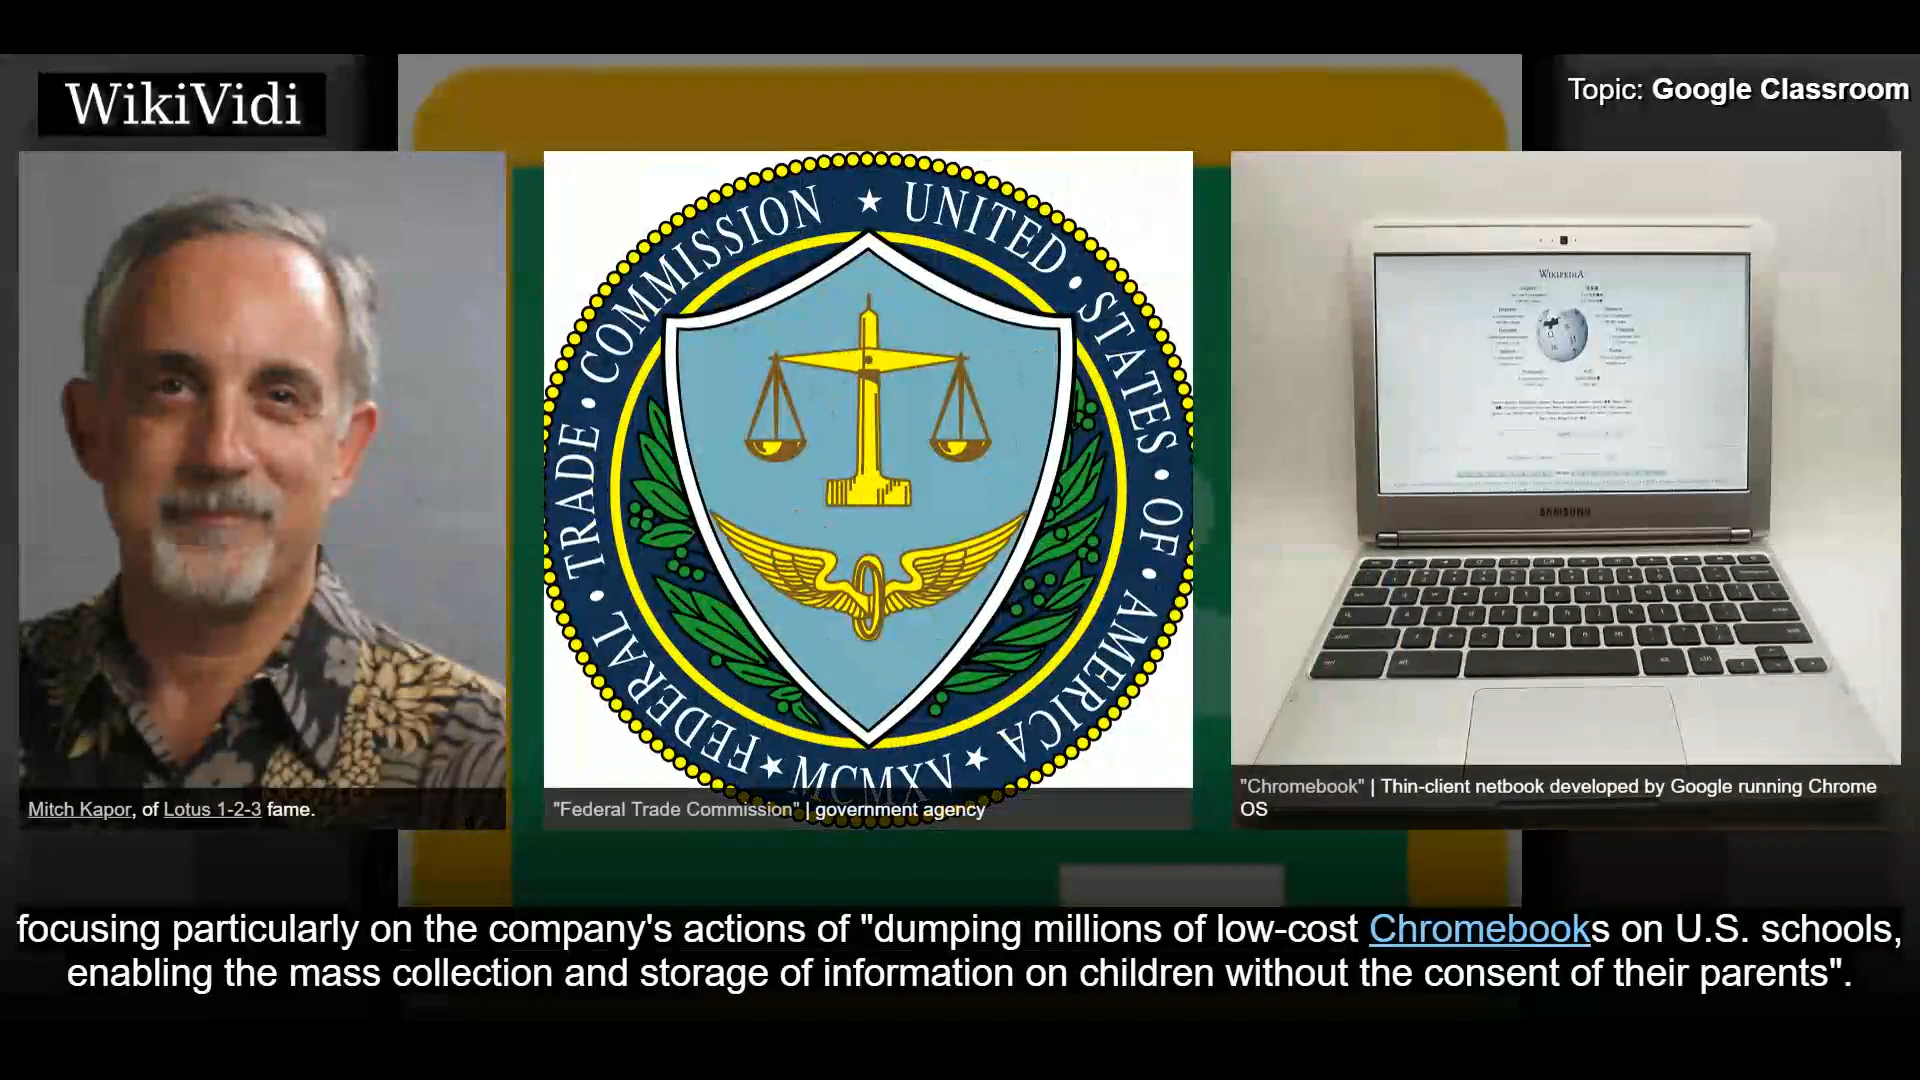 WikiVidi
Topic: Google Classroom
FEDERAL • TRADE • COMMISSION ★ UNITED • STATES • OF • AMERICA ★ MCMXV ★
WIKIPEDIA
SAMSUNG
Mitch Kapor, of Lotus 1-2-3 fame.
"Federal Trade Commission" | government agency
"Chromebook" | Thin-client netbook developed by Google running Chrome
OS
focusing particularly on the company's actions of "dumping millions of low-cost Chromebooks on U.S. schools,
enabling the mass collection and storage of information on children without the consent of their parents".